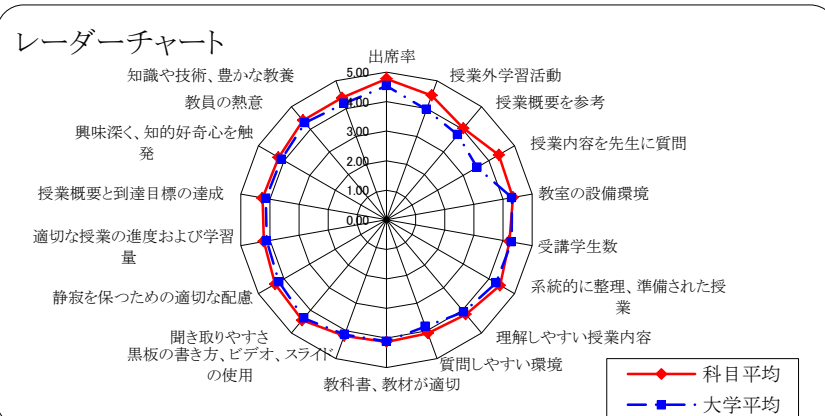 レーダーチャート
出席率
授業外学習活動
授業概要を参考
授業内容を先生に質問
教室の設備環境
受講学生数
系統的に整理、準備された授
業
理解しやすい授業内容
質問しやすい環境
教科書、教材が適切
黒板の書き方、ビデオ、スライド
の使用
聞き取りやすさ
静寂を保つための適切な配慮
適切な授業の進度および学習
量
授業概要と到達目標の達成
興味深く、知的好奇心を触
発
教員の熱意
知識や技術、豊かな教養
5.00
4.00
3.00
2.00
1.00
0.00
科目平均
大学平均